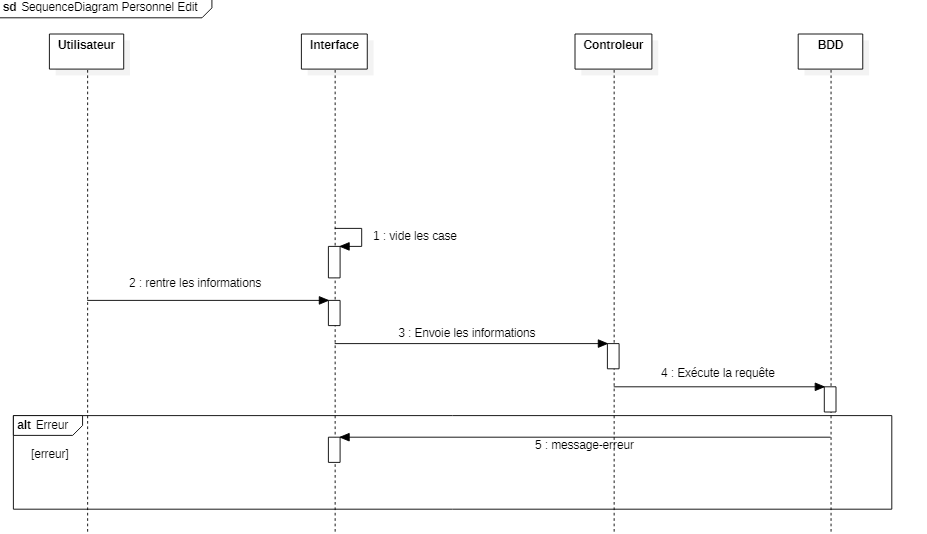 sd SequenceDiagram Personnel Edit
Utilisateur
Interface
Controleur
BDD
1 : vide les case
2 : rentre les informations
3 : Envoie les informations
4 : Exécute la requête
alt Erreur
5 : message-erreur
[erreur]